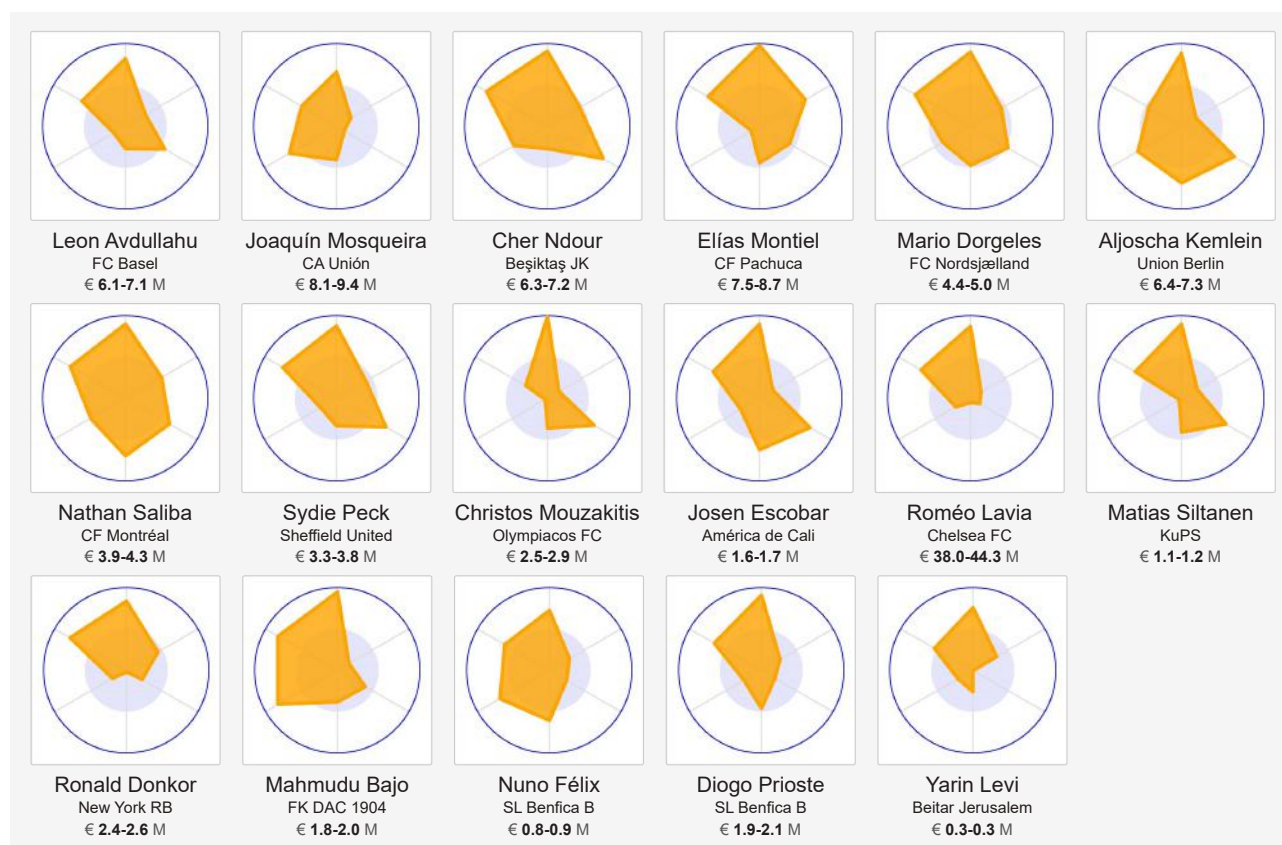 Leon Avdullahu
FC Basel
€ 6.1-7.1 M
Joaquín Mosqueira
CA Unión
€ 8.1-9.4 M
Cher Ndour
Beşiktaş JK
€ 6.3-7.2 M
Elías Montiel
CF Pachuca
€ 7.5-8.7 M
Mario Dorgeles
FC Nordsjælland
€ 4.4-5.0 M
Aljoscha Kemlein
Union Berlin
€ 6.4-7.3 M
Nathan Saliba
CF Montréal
€ 3.9-4.3 M
Sydie Peck
Sheffield United
€ 3.3-3.8 M
Christos Mouzakitis
Olympiacos FC
€ 2.5-2.9 M
Josen Escobar
América de Cali
€ 1.6-1.7 M
Roméo Lavia
Chelsea FC
€ 38.0-44.3 M
Matias Siltanen
KuPS
€ 1.1-1.2 M
Ronald Donkor
New York RB
€ 2.4-2.6 M
Mahmudu Bajo
FK DAC 1904
€ 1.8-2.0 M
Nuno Félix
SL Benfica B
€ 0.8-0.9 M
Diogo Prioste
SL Benfica B
€ 1.9-2.1 M
Yarin Levi
Beitar Jerusalem
€ 0.3-0.3 M